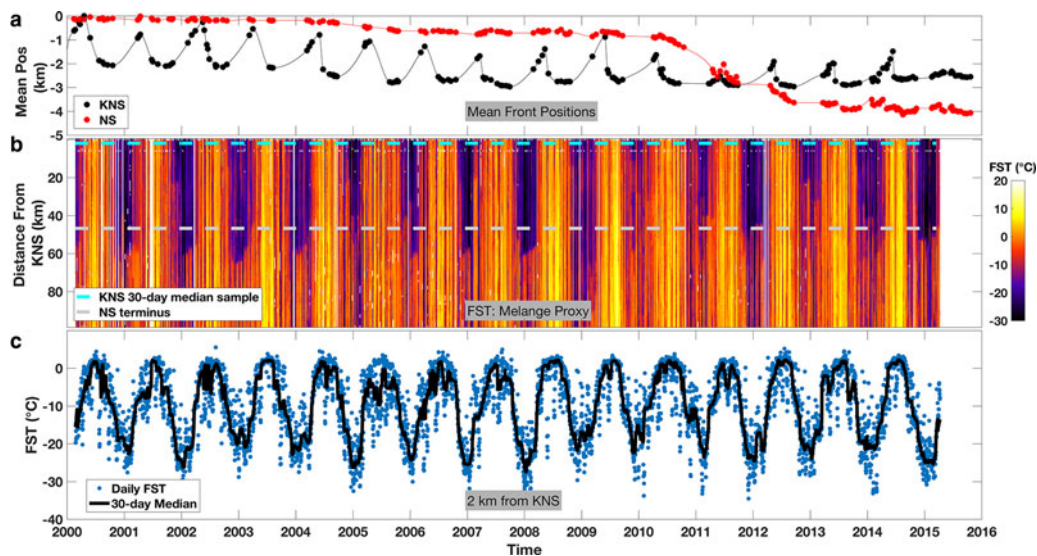 a
0
-1
-2
-3
-4
-5
Mean Pos
(km)
KNS
NS
Mean Front Positions
b
20
40
60
80
Distance From
KNS (km)
KNS 30-day median sample
NS terminus
FST: Melange Proxy
FST (°C)
20
10
0
-10
-20
-30
c
0
-10
-20
-30
-40
FST (°C)
Daily FST
30-day Median
2 km from KNS
2000 2001 2002 2003 2004 2005 2006 2007 2008 2009 2010 2011 2012 2013 2014 2015 2016
Time